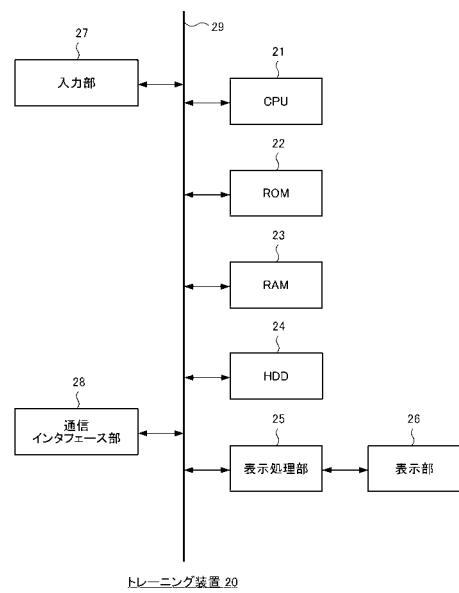 29
27
入力部
21
CPU
22
ROM
23
RAM
24
HDD
28
通信
インタフェース部
25
表示処理部
26
表示部
トレーニング装置 20